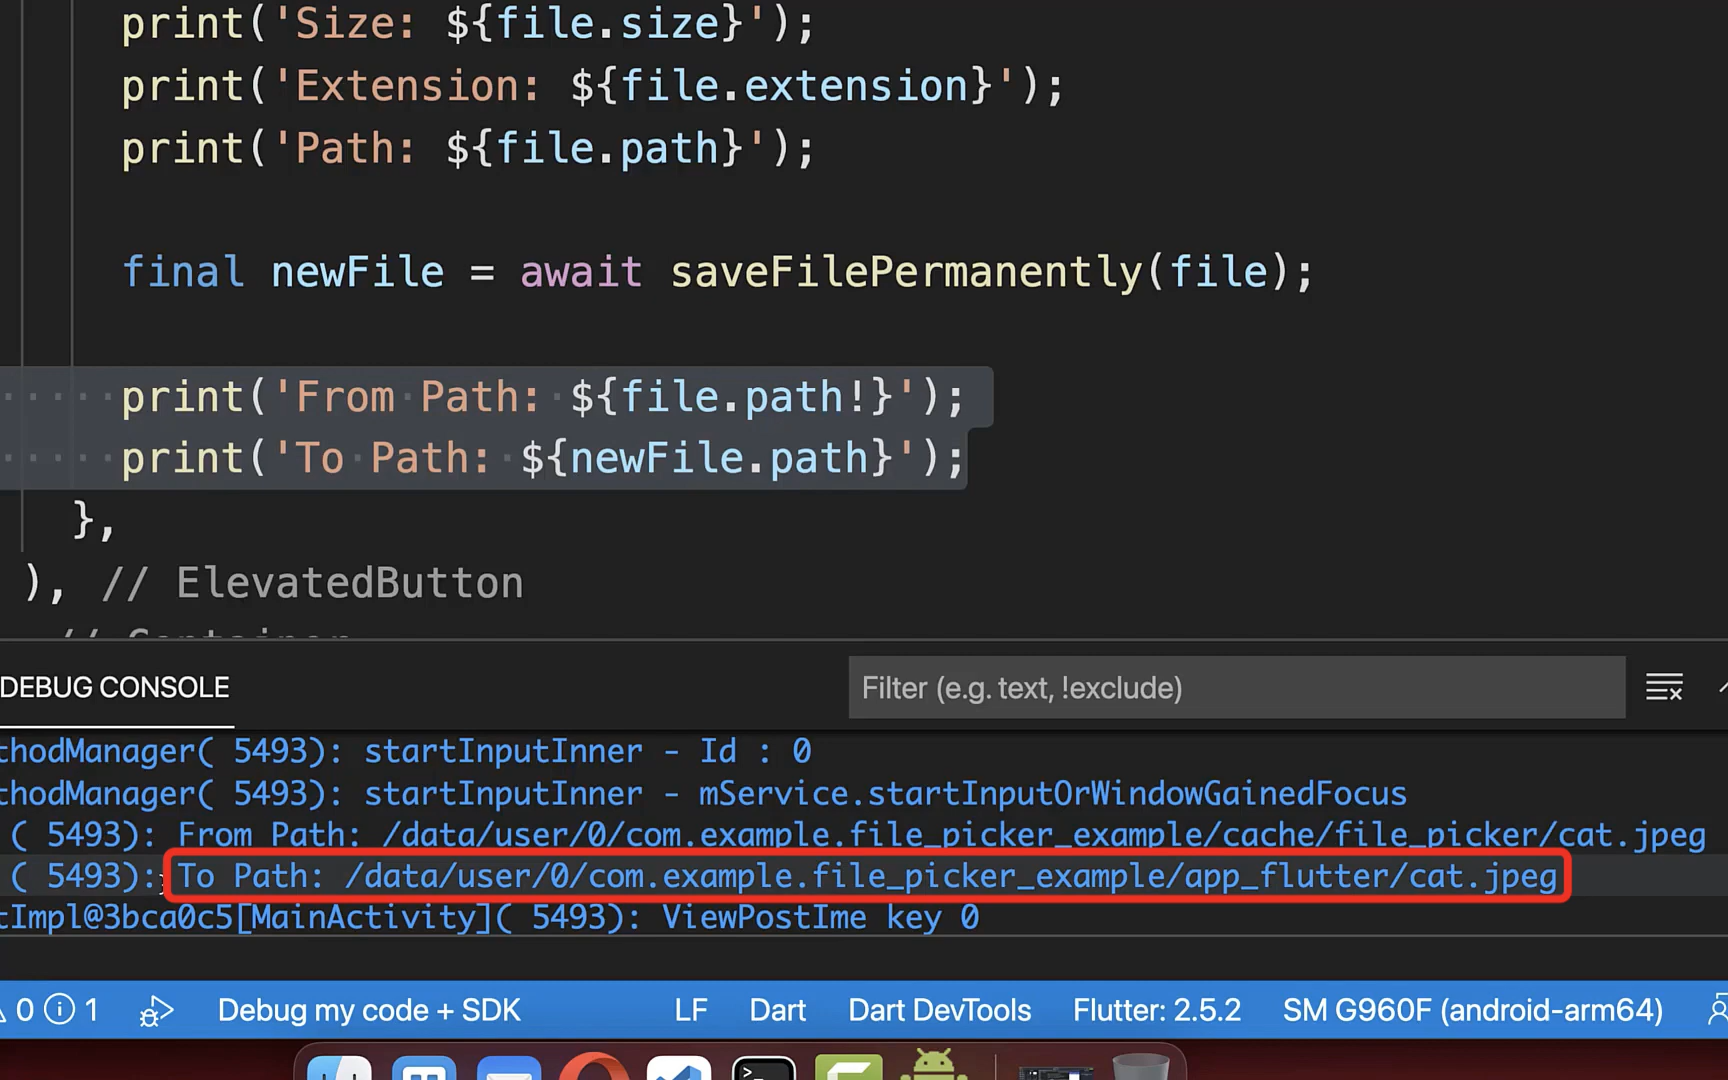 print('Size: ${file.size}');
print('Extension: ${file.extension}');
print('Path: ${file.path}');
final newFile = await saveFilePermanently(file);
print('From Path: ${file.path!}');
print('To Path: ${newFile.path}');
},
), // ElevatedButton
// Container
DEBUG CONSOLE
Filter (e.g. text, !exclude)
thodManager( 5493): startInputInner - Id : 0
thodManager( 5493): startInputInner - mService.startInputOrWindowGainedFocus
( 5493): From Path: /data/user/0/com.example.file_picker_example/cache/file_picker/cat.jpeg
( 5493): To Path: /data/user/0/com.example.file_picker_example/app_flutter/cat.jpeg
tImpl@3bca0c5[MainActivity]( 5493): ViewPostIme key 0
0 1 Debug my code + SDK LF Dart Dart DevTools Flutter: 2.5.2 SM G960F (android-arm64)